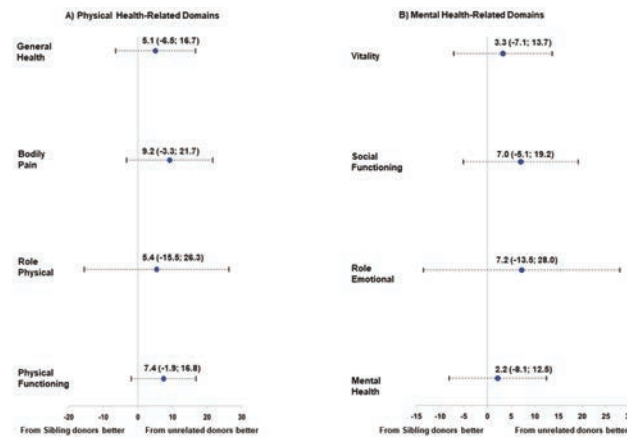 A) Physical Health-Related Domains
General
Health
5.1 (-6.5; 16.7)
Bodily
Pain
9.2 (-3.3; 21.7)
Role
Physical
5.4 (-15.5; 26.3)
Physical
Functioning
7.4 (-1.9; 16.8)
-20 -10 0 10 20 30
From Sibling donors better From unrelated donors better
B) Mental Health-Related Domains
Vitality
3.3 (-7.1; 13.7)
Social
Functioning
7.0 (-5.1; 19.2)
Role
Emotional
7.2 (-13.5; 28.0)
Mental
Health
2.2 (-8.1; 12.5)
-15 -10 -5 0 5 10 15 20 25 30
From Sibling donors better From unrelated donors better